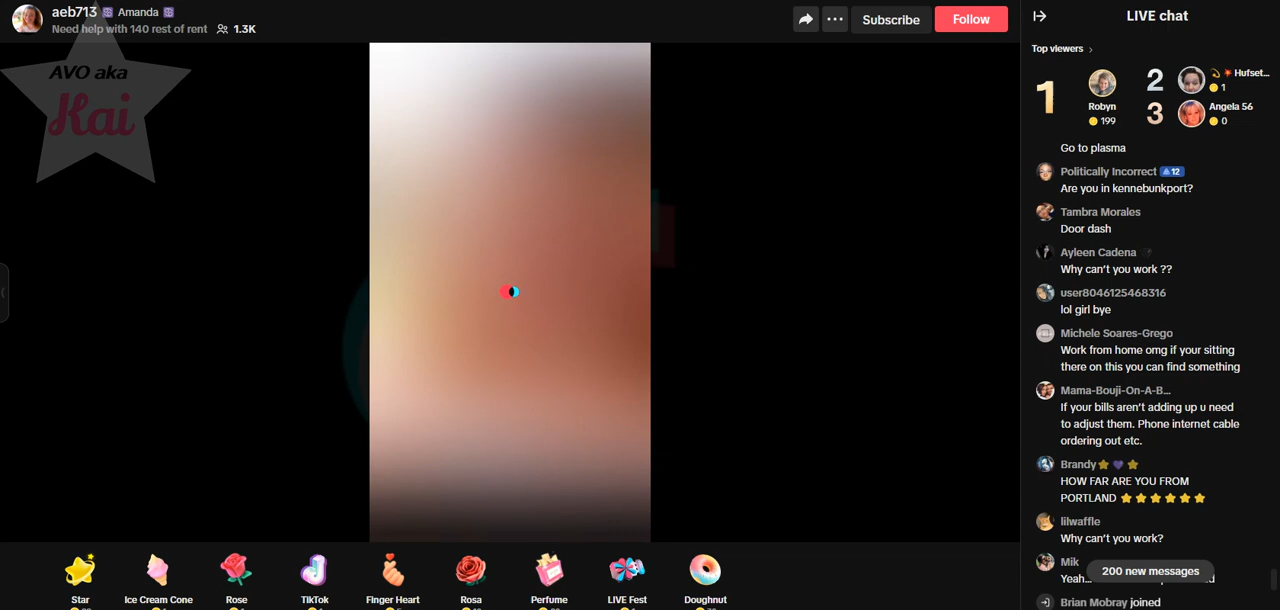 aeb713 Amanda
Need help with 140 rest of rent 1.3K
Subscribe
Follow
AVO aka
Kai
LIVE chat
Top viewers
1
Robyn
199
2
Hufset...
1
3
Angela 56
0
Go to plasma
Politically Incorrect 12
Are you in kennebunkport?
Tambra Morales
Door dash
Ayleen Cadena
Why can't you work ??
user8046125468316
lol girl bye
Michele Soares-Grego
Work from home omg if your sitting
there on this you can find something
Mama-Bouji-On-A-B...
If your bills aren't adding up u need
to adjust them. Phone internet cable
ordering out etc.
Brandy
HOW FAR ARE YOU FROM
PORTLAND
lilwaffle
Why can't you work?
Mik
Yeah
200 new messages
Brian Mobray joined
Star
Ice Cream Cone
Rose
TikTok
Finger Heart
Rosa
Perfume
LIVE Fest
Doughnut